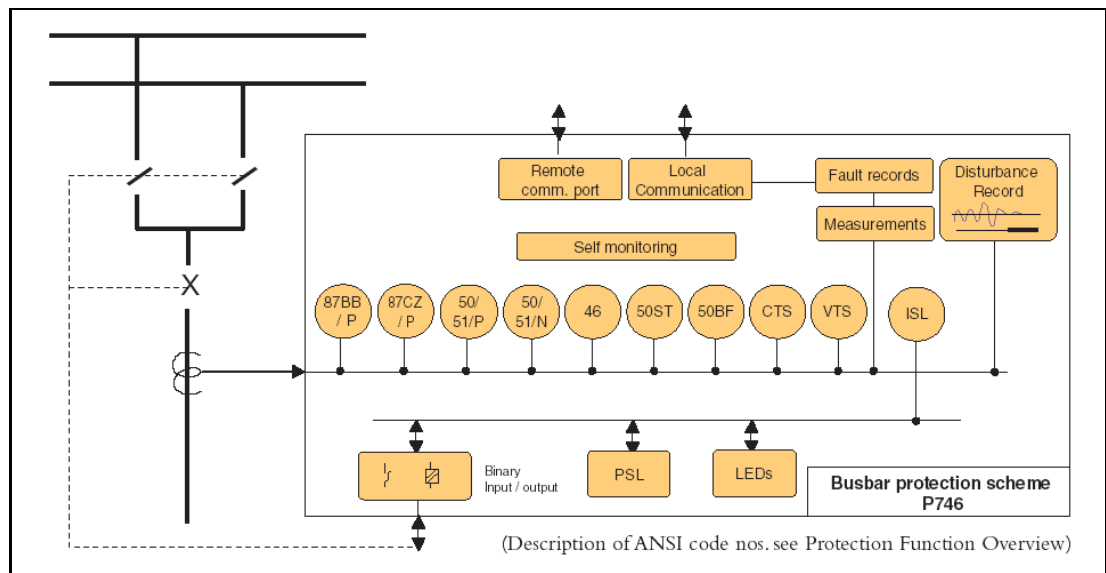 Remote
comm. port
Local
Communication
Fault records
Disturbance
Record
Measurements
Self monitoring
X
87BB
/ P
87CZ
/ P
50/
51/P
50/
51/N
46
50ST
50BF
CTS
VTS
ISL
Binary
Input / output
PSL
LEDs
Busbar protection scheme
P746
(Description of ANSI code nos. see Protection Function Overview)